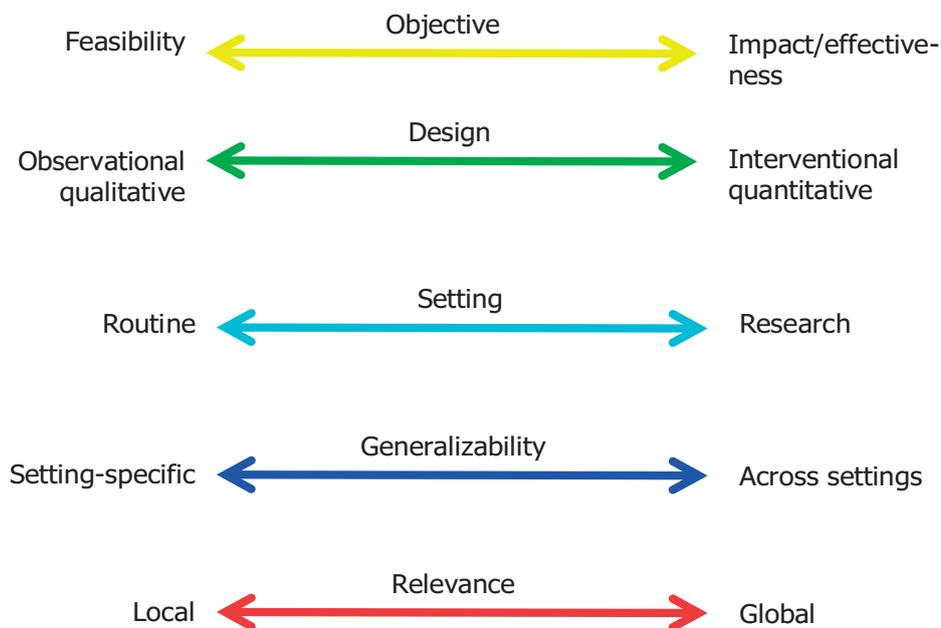 Objective
Feasibility
Impact/effective-
ness
Design
Observational
qualitative
Interventional
quantitative
Setting
Routine
Research
Generalizability
Setting-specific
Across settings
Relevance
Local
Global